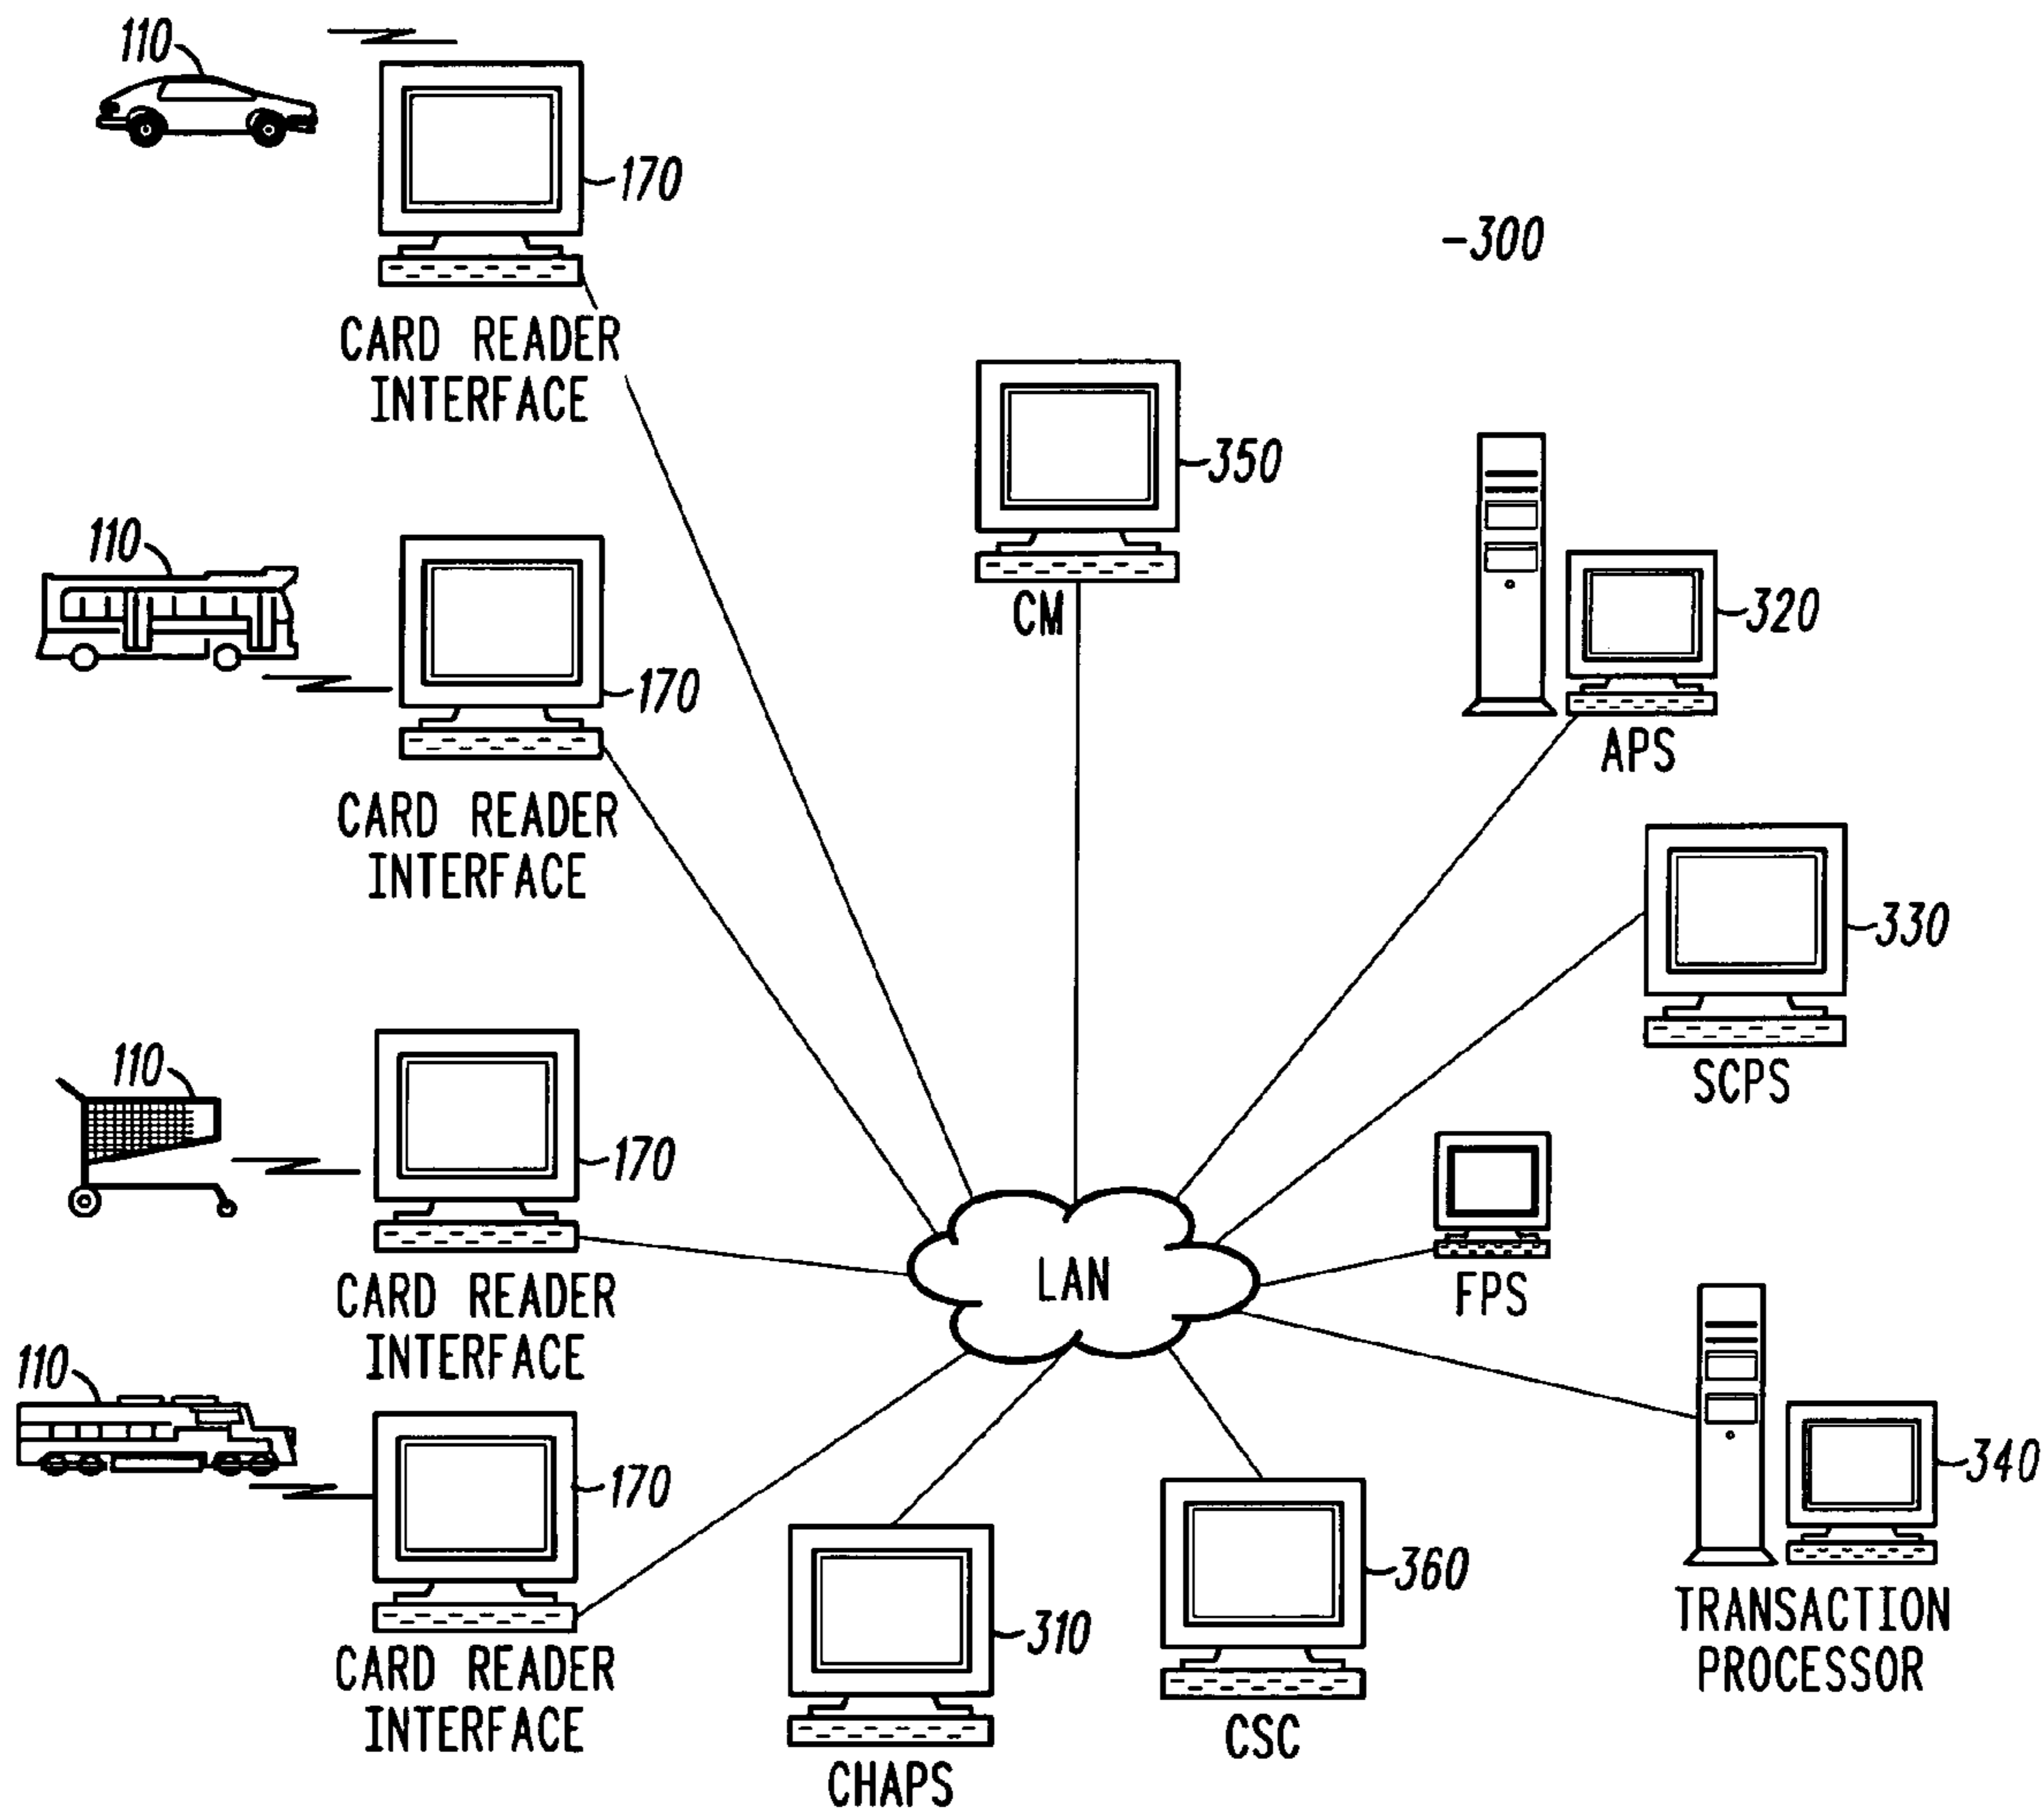 110
170
-300
CARD READER
INTERFACE
350
CM
320
APS
110
170
CARD READER
INTERFACE
330
SCPS
110
170
CARD READER
INTERFACE
LAN
FPS
110
170
CARD READER
INTERFACE
340
TRANSACTION
PROCESSOR
310
CHAPS
360
CSC